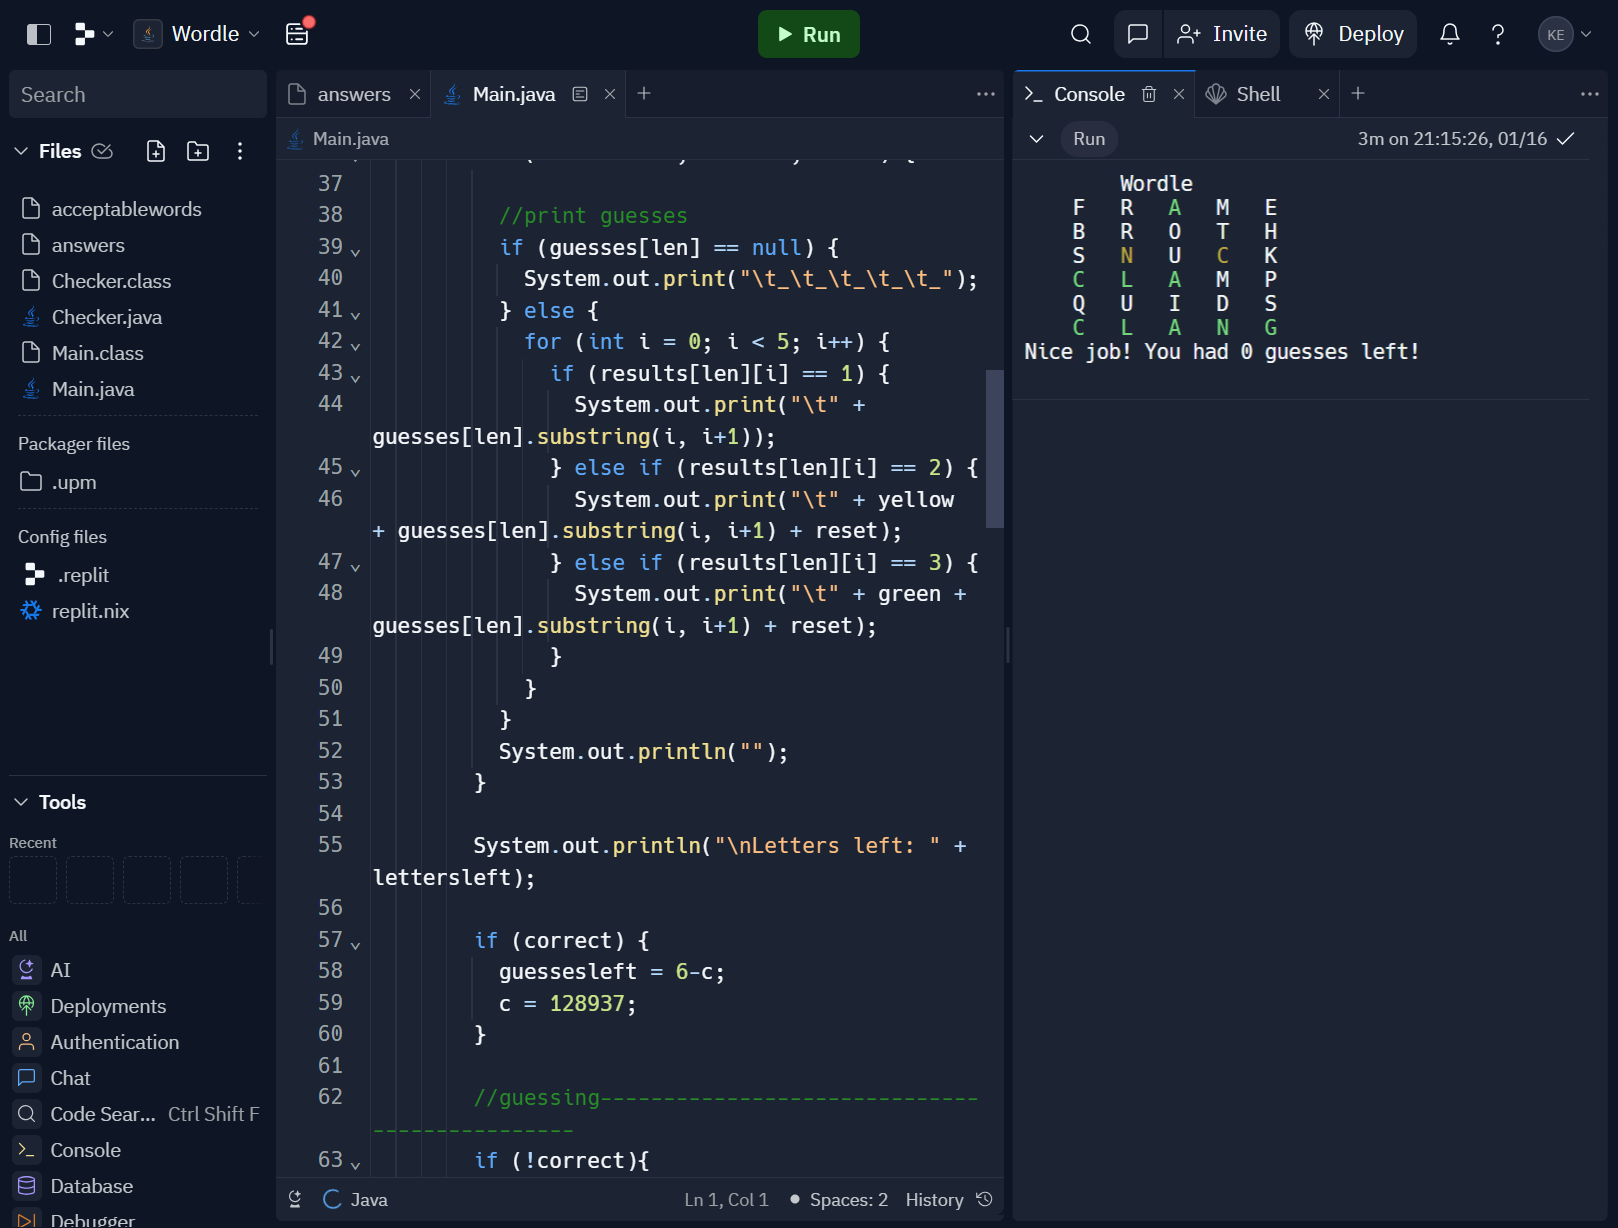 Wordle
Run
Invite
Deploy
KE
Search
Files
acceptablewords
answers
Checker.class
Checker.java
Main.class
Main.java
Packager files
.upm
Config files
.replit
replit.nix
Tools
Recent
All
AI
Deployments
Authentication
Chat
Code Sear... Ctrl Shift F
Console
Database
Debugger
answers
Main.java
Main.java
37
38 //print guesses
39 if (guesses[len] == null) {
40 System.out.print("\t_\t_\t_\t_\t_");
41 } else {
42 for (int i = 0; i < 5; i++) {
43 if (results[len][i] == 1) {
44 System.out.print("\t" +
guesses[len].substring(i, i+1));
45 } else if (results[len][i] == 2) {
46 System.out.print("\t" + yellow
+ guesses[len].substring(i, i+1) + reset);
47 } else if (results[len][i] == 3) {
48 System.out.print("\t" + green +
guesses[len].substring(i, i+1) + reset);
49 }
50 }
51 }
52 System.out.println("");
53 }
54
55 System.out.println("\nLetters left: " +
lettersleft);
56
57 if (correct) {
58 guessesleft = 6-c;
59 c = 128937;
60 }
61
62 //guessing------------------------------
----------------
63 if (!correct){
Java
Ln 1, Col 1
Spaces: 2
History
Console
Shell
Run
3m on 21:15:26, 01/16
Wordle
F R A M E
B R O T H
S N U C K
C L A M P
Q U I D S
C L A N G
Nice job! You had 0 guesses left!